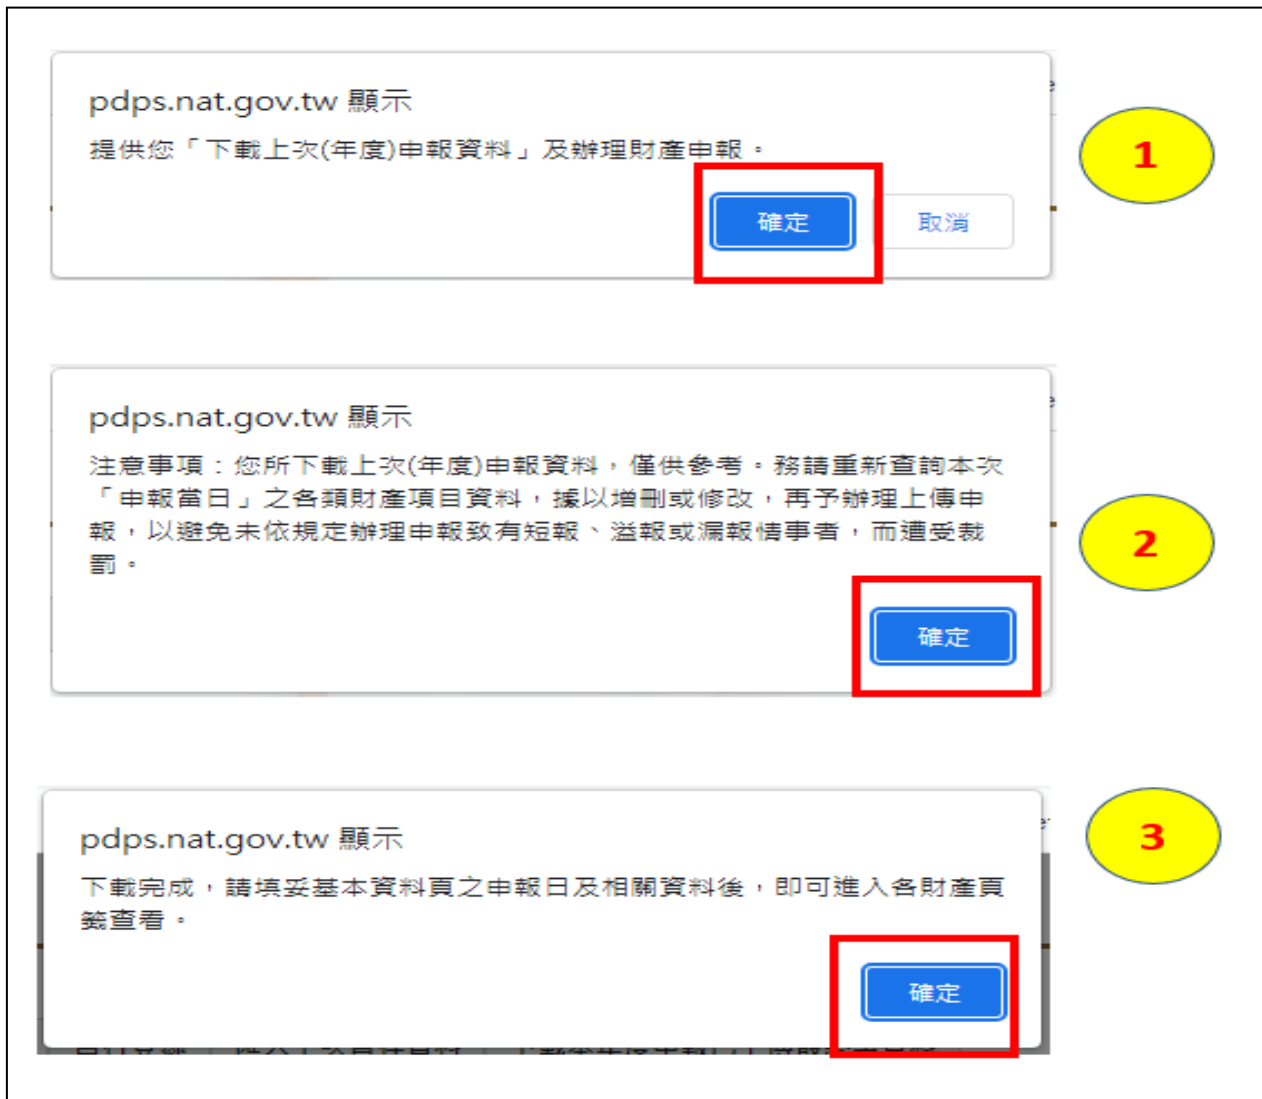 pdps.nat.gov.tw 顯示
提供您「下載上次(年度)申報資料」及辦理財產申報。
確定
取消
1
pdps.nat.gov.tw 顯示
注意事項：您所下載上次(年度)申報資料，僅供參考。務請重新查詢本次
「申報當日」之各類財產項目資料，據以增刪或修改，再予辦理上傳申
報，以避免未依規定辦理申報致有短報、溢報或漏報情事者，而遭受裁
罰。
確定
2
pdps.nat.gov.tw 顯示
下載完成，請填妥基本資料頁之申報日及相關資料後，即可進入各財產頁
籤查看。
確定
3